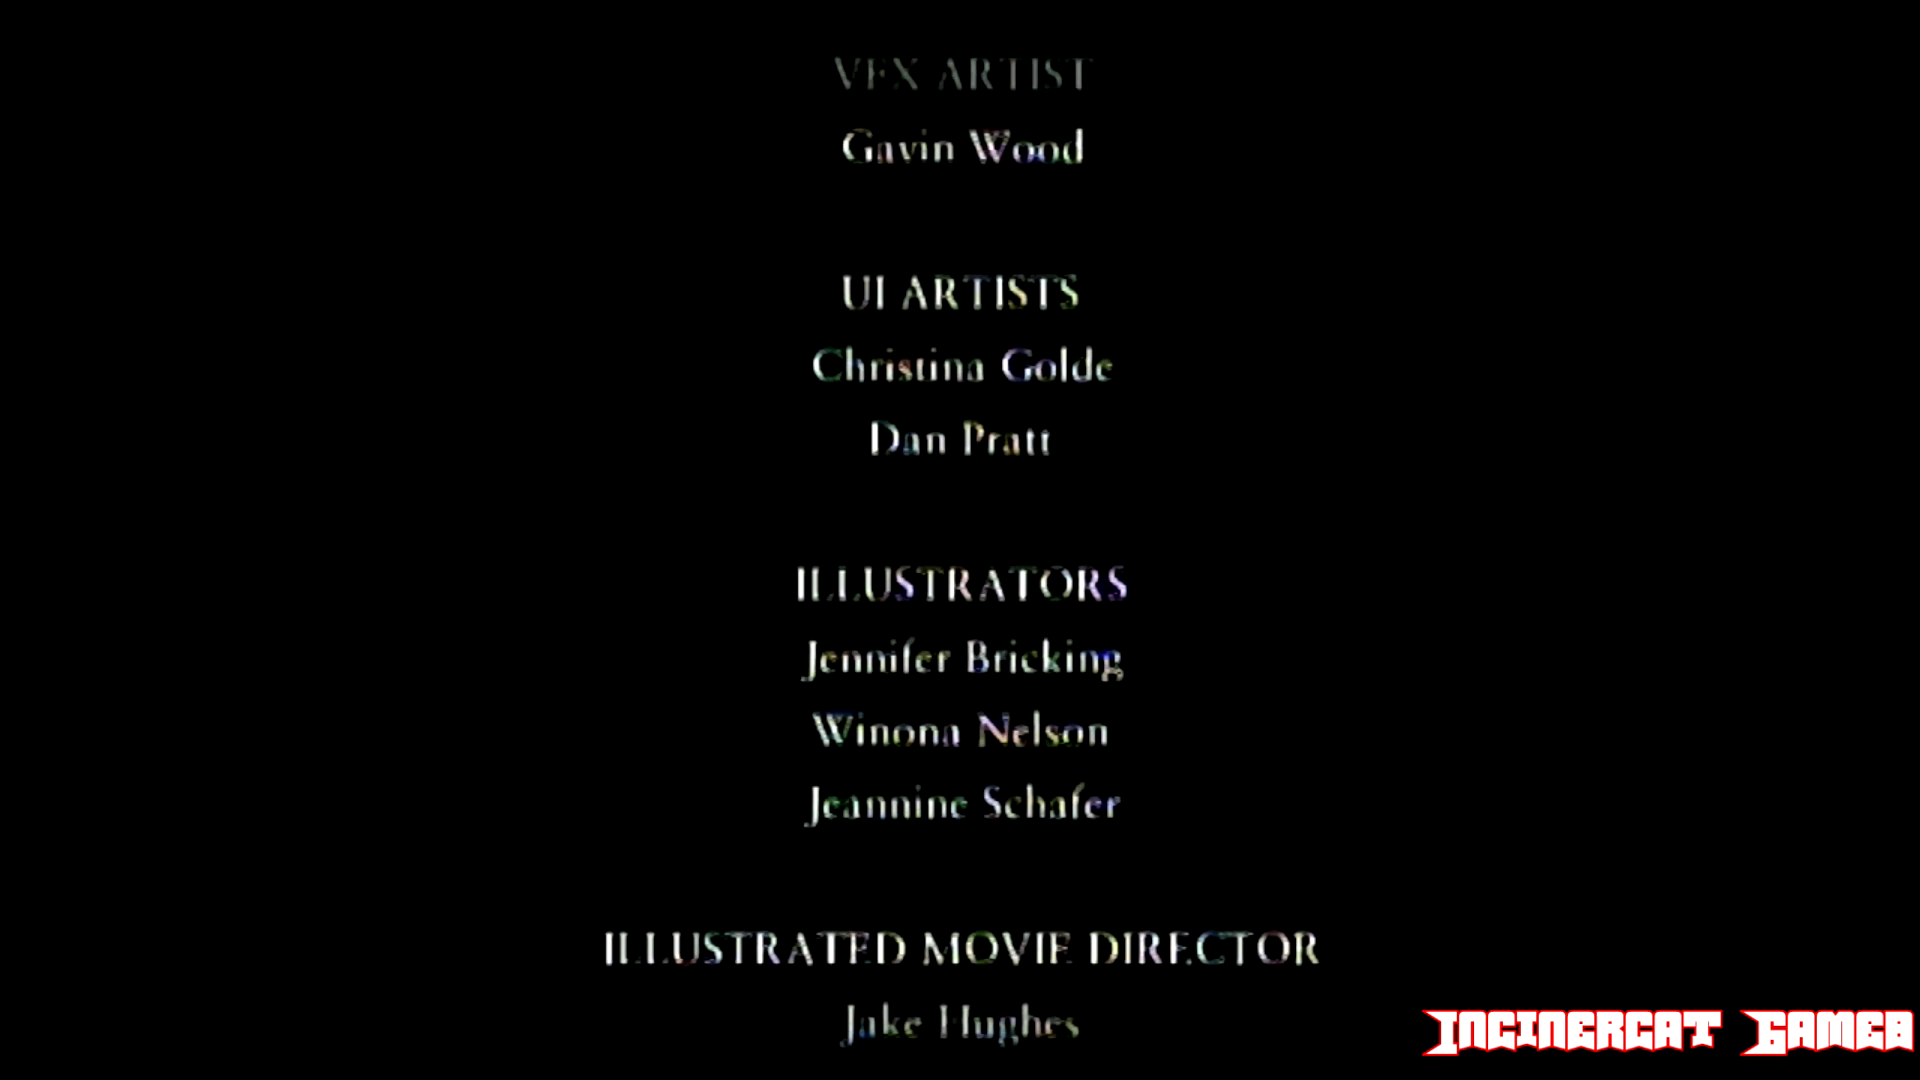 VFX ARTIST
Gavin Wood
UI ARTISTS
Christina Golde
Dan Pratt
ILLUSTRATORS
Jennifer Bricking
Winona Nelson
Jeannine Schafer
ILLUSTRATED MOVIE DIRECTOR
Jake Hughes
Incinercat Games